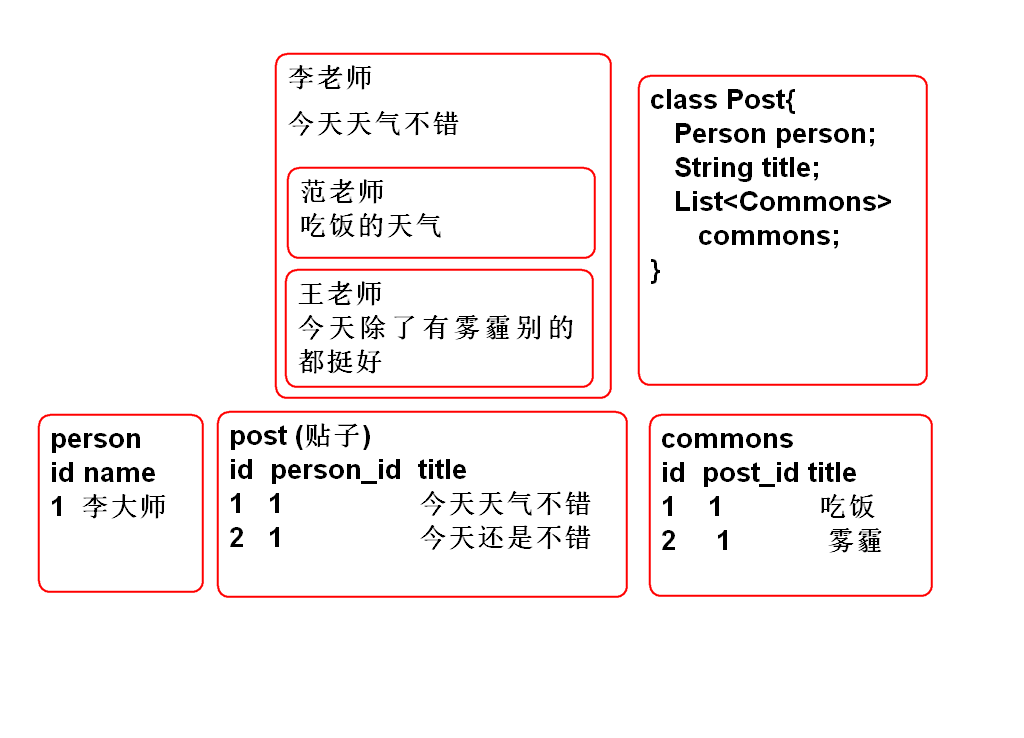 李老师
今天天气不错
范老师
吃饭的天气
王老师
今天除了有雾霾别的
都挺好
class Post{
Person person;
String title;
List<Commons>
commons;
}
person
id name
1 李大师
post (贴子)
id person_id title
1 1 今天天气不错
2 1 今天还是不错
commons
id post_id title
1 1 吃饭
2 1 雾霾